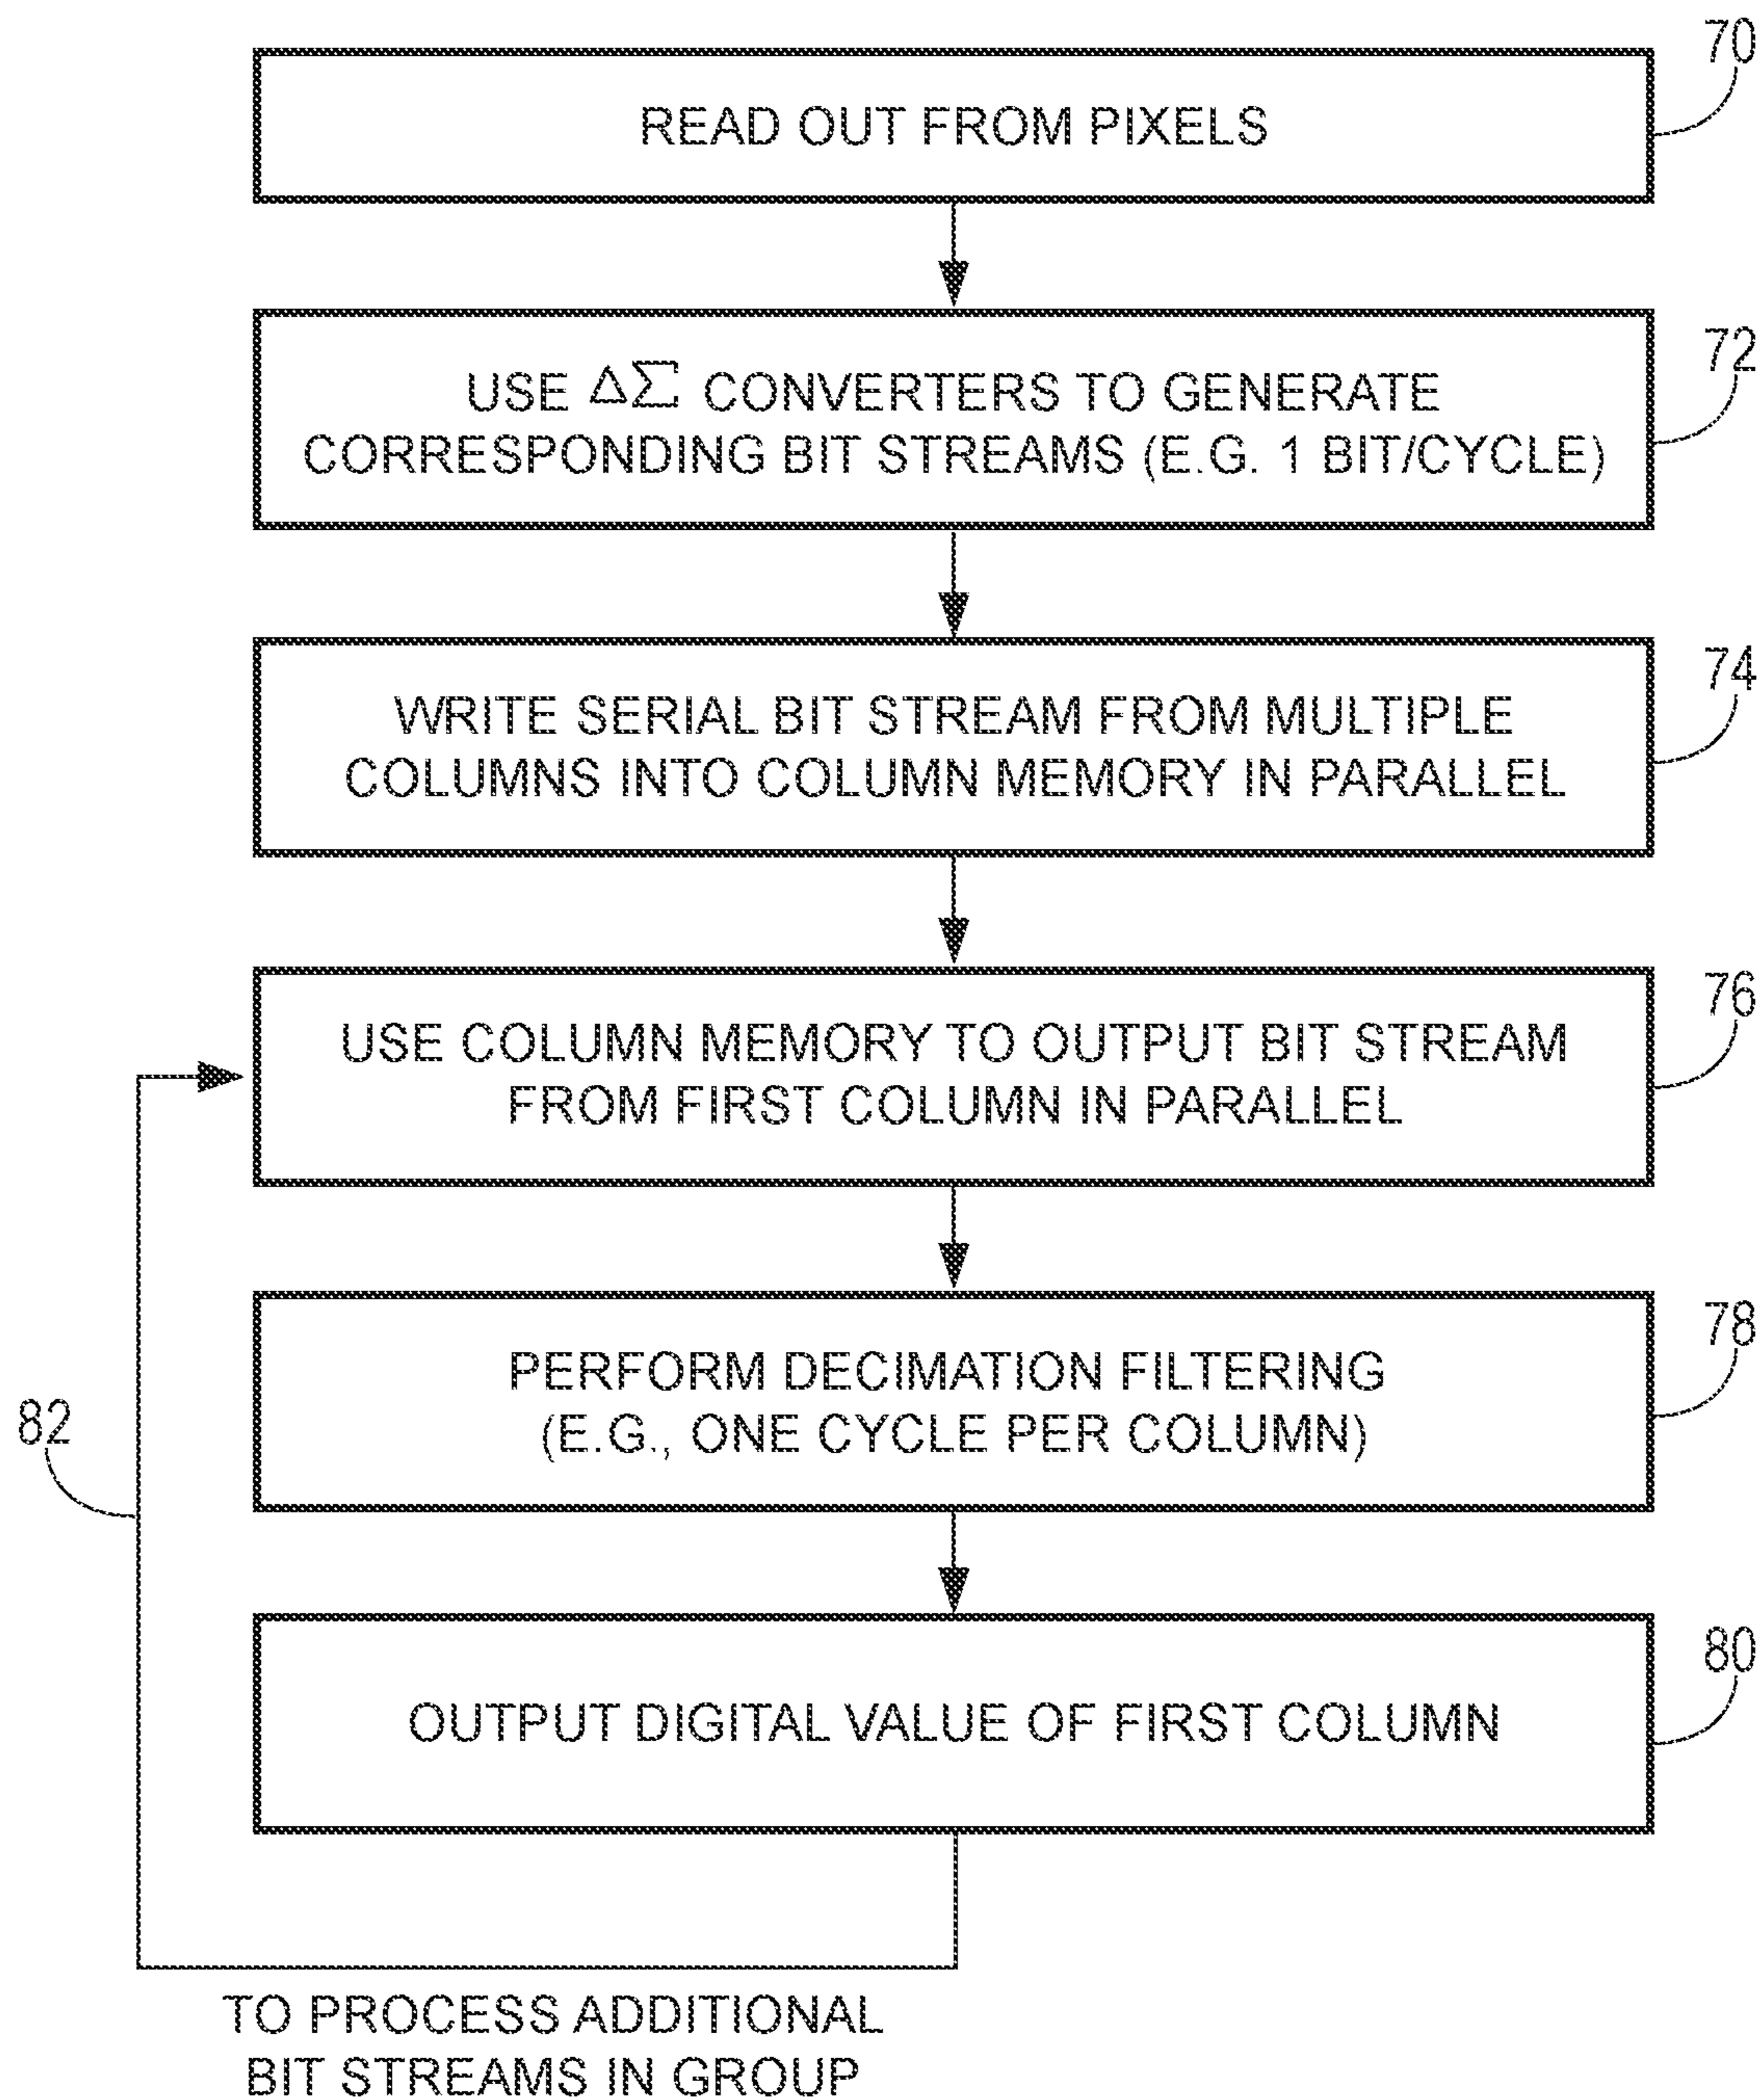 70
READ OUT FROM PIXELS
72
USE ΔΣ CONVERTERS TO GENERATE
CORRESPONDING BIT STREAMS (E.G. 1 BIT/CYCLE)
74
WRITE SERIAL BIT STREAM FROM MULTIPLE
COLUMNS INTO COLUMN MEMORY IN PARALLEL
76
USE COLUMN MEMORY TO OUTPUT BIT STREAM
FROM FIRST COLUMN IN PARALLEL
78
PERFORM DECIMATION FILTERING
(E.G., ONE CYCLE PER COLUMN)
82
80
OUTPUT DIGITAL VALUE OF FIRST COLUMN
TO PROCESS ADDITIONAL
BIT STREAMS IN GROUP